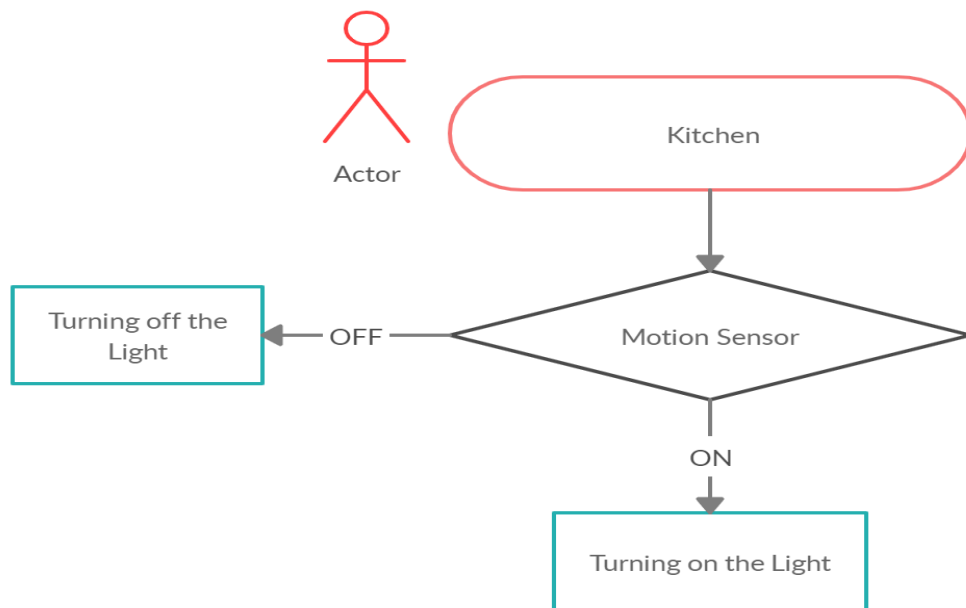 Kitchen
Actor
Turning off the
Light
OFF
Motion Sensor
ON
Turning on the Light